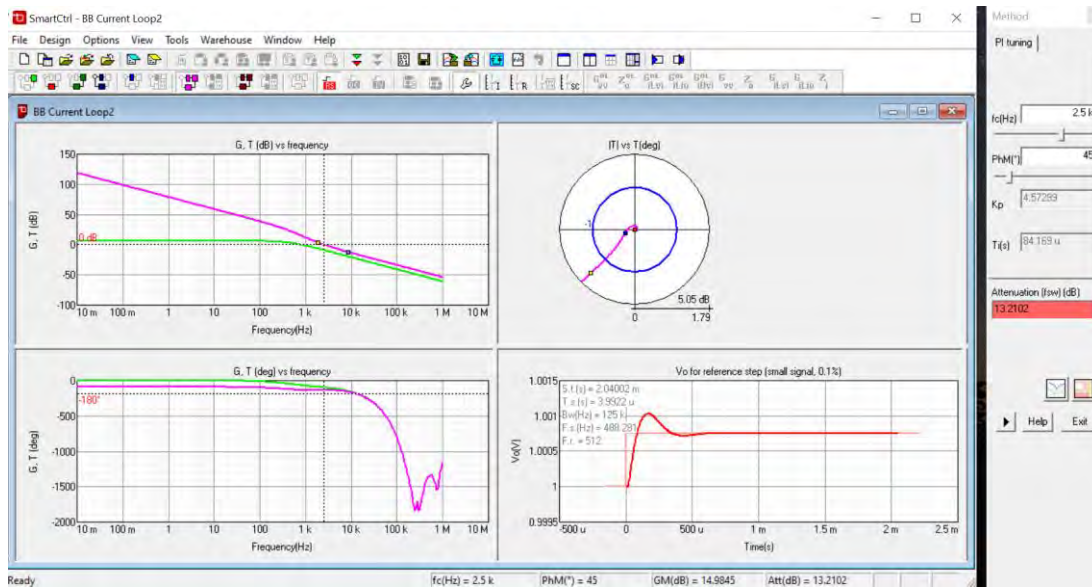 SmartCtrl - BB Current Loop2
File Design Options View Tools Warehouse Window Help
BB Current Loop2
G, T (dB) vs frequency
G, T (dB)
150
100
50
0
-50
-100
0 dB
10 m 100 m 1 10 100 1 k 10 k 100 k 1 M 10 M
Frequency(Hz)
|T| vs T(deg)
-1
5.05 dB
0 1.79
G, T (deg) vs frequency
G, T (deg)
0
-500
-1000
-1500
-2000
-180°
10 m 100 m 1 10 100 1 k 10 k 100 k 1 M 10 M
Frequency(Hz)
Vo for reference step (small signal, 0.1%)
Vo(V)
1.0015
1.001
1.0005
1
0.9995
S.t.(s) = 2.04002 m
T.s.(s) = 3.9922 u
Bw(Hz) = 125 k
F.s.(Hz) = 488.281
F.r. = 512
-500 u 0 500 u 1 m 1.5 m 2 m 2.5 m
Time(s)
Ready
fc(Hz) = 2.5 k PhM(°) = 45 GM(dB) = 14.9845 Att(dB) = 13.2102
Method
PI tuning
fc(Hz) 2.5 k
PhM(°) 45
Kp 4.57289
Ti(s) 84.169 u
Attenuation (fsw) (dB)
13.2102
Help Exit